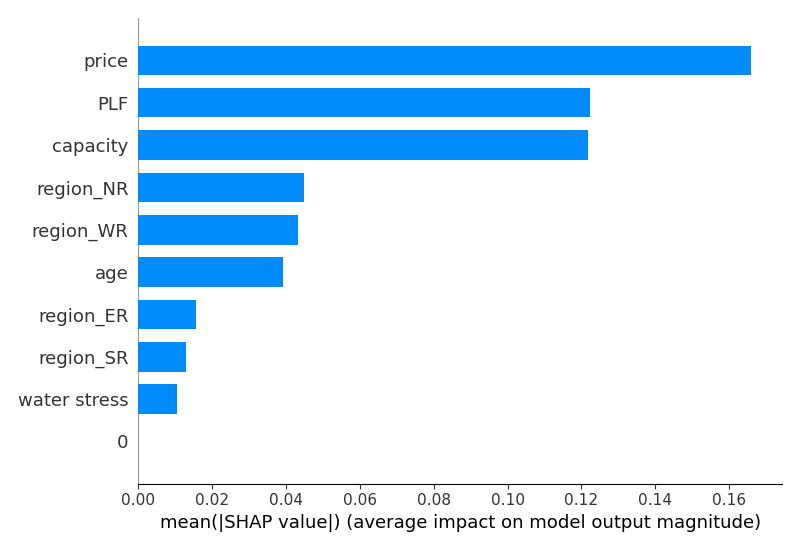 price
PLF
capacity
region_NR
region_WR
age
region_ER
region_SR
water stress
0
0.00 0.02 0.04 0.06 0.08 0.10 0.12 0.14 0.16
mean(|SHAP value|) (average impact on model output magnitude)